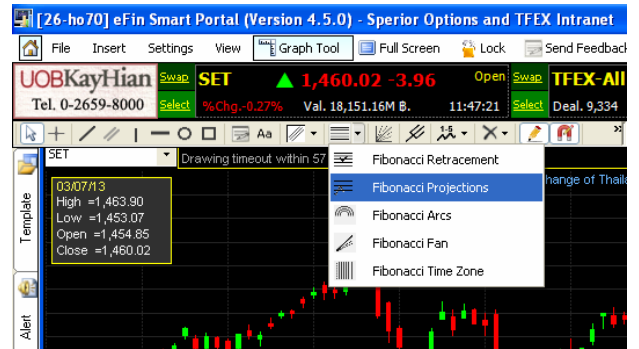 [26-ho70] eFin Smart Portal (Version 4.5.0) - Sperior Options and TFEX Intranet
File Insert Settings View Graph Tool Full Screen Lock Send Feedback
UOBKayHian Swap SET 1,460.02 -3.96 Open Swap TFEX-All
Tel. 0-2659-8000 Select %Chg.-0.27% Val. 18,151.16M B. 11:47:21 Select Deal. 9,334
Aa 1-5
SET Drawing timeout within 57
Fibonacci Retracement
Fibonacci Projections
hange of Thaila
Fibonacci Arcs
Fibonacci Fan
Fibonacci Time Zone
03/07/13
High =1,463.90
Low =1,453.07
Open =1,454.85
Close =1,460.02
Template
Alert